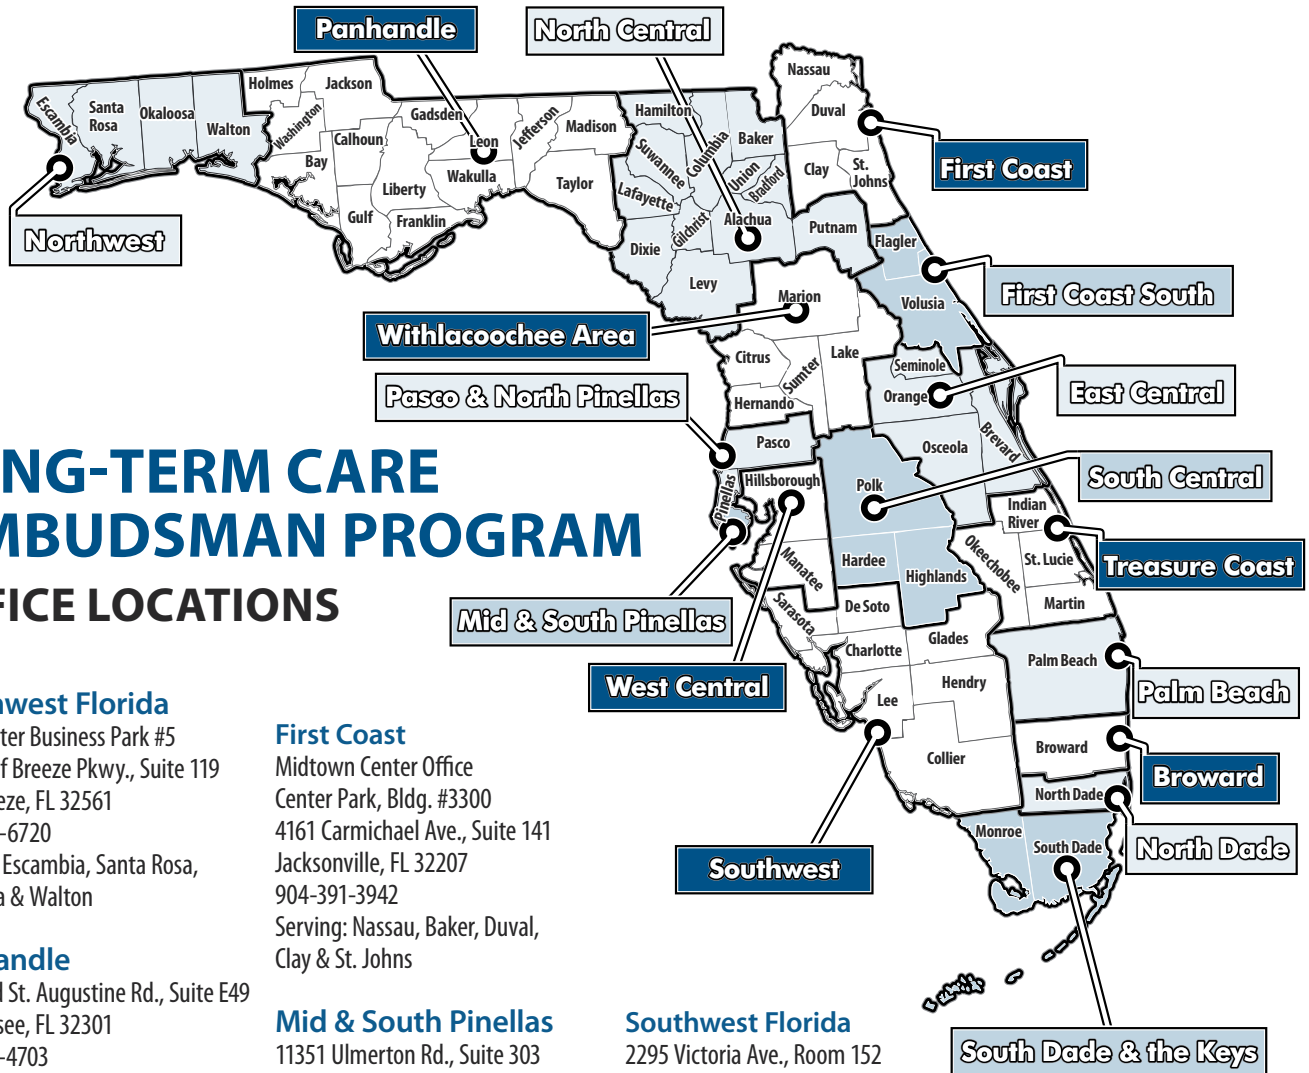 Panhandle
North Central
Nassau
Holmes
Jackson
Duval
Escambia
Santa
Rosa
Okaloosa
Walton
Washington
Gadsden
Hamilton
Calhoun
Leon
Jefferson
Madison
Suwannee
Columbia
Baker
First Coast
Bay
Liberty
Wakulla
Taylor
Lafayette
Union
Bradford
Clay
St.
Johns
Northwest
Gulf
Franklin
Dixie
Gilchrist
Alachua
Putnam
Flagler
Levy
Marion
Volusia
First Coast South
Withlacoochee Area
Citrus
Sumter
Lake
Seminole
Pasco & North Pinellas
Hernando
Orange
East Central
Pasco
Osceola
Brevard
NG-TERM CARE
MBUDSMAN PROGRAM
FICE LOCATIONS
Pinellas
Hillsborough
Polk
South Central
Indian
River
Manatee
Hardee
Highlands
Okeechobee
St. Lucie
Treasure Coast
Mid & South Pinellas
Sarasota
De Soto
Martin
Charlotte
Glades
West Central
Lee
Hendry
Palm Beach
Palm Beach
Collier
Broward
Broward
North Dade
Monroe
South Dade
North Dade
Southwest
South Dade & the Keys
west Florida
ter Business Park #5
f Breeze Pkwy., Suite 119
eze, FL 32561
-6720
Escambia, Santa Rosa,
a & Walton
andle
St. Augustine Rd., Suite E49
see, FL 32301
-4703
First Coast
Midtown Center Office
Center Park, Bldg. #3300
4161 Carmichael Ave., Suite 141
Jacksonville, FL 32207
904-391-3942
Serving: Nassau, Baker, Duval,
Clay & St. Johns
Mid & South Pinellas
11351 Ulmerton Rd., Suite 303
Southwest Florida
2295 Victoria Ave., Room 152